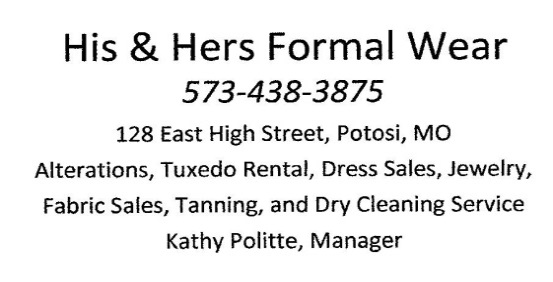 His & Hers Formal Wear
573-438-3875
128 East High Street, Potosi, MO
Alterations, Tuxedo Rental, Dress Sales, Jewelry,
Fabric Sales, Tanning, and Dry Cleaning Service
Kathy Politte, Manager